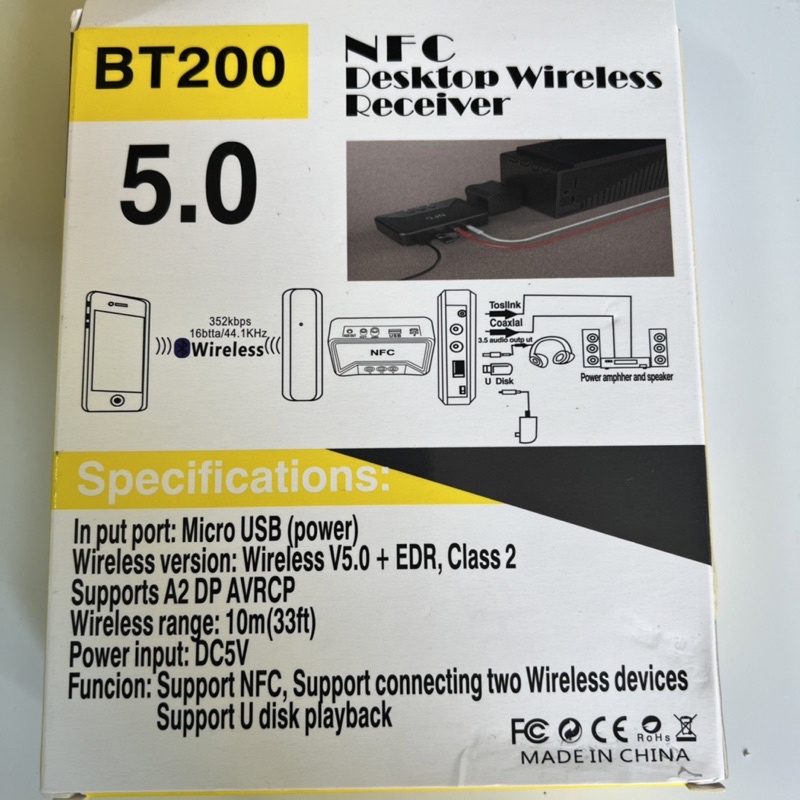 BT200
NFC
Desktop Wireless
Receiver
5.0
352kbps
16btta/44.1KHz
Wireless
NFC
Toslink
Coaxial
3.5 audio outp ut
U Disk
Power amphher and speaker
Specifications:
In put port: Micro USB (power)
Wireless version: Wireless V5.0 + EDR, Class 2
Supports A2 DP AVRCP
Wireless range: 10m(33ft)
Power input: DC5V
Funcion: Support NFC, Support connecting two Wireless devices
Support U disk playback
FC CE RoHs
MADE IN CHINA